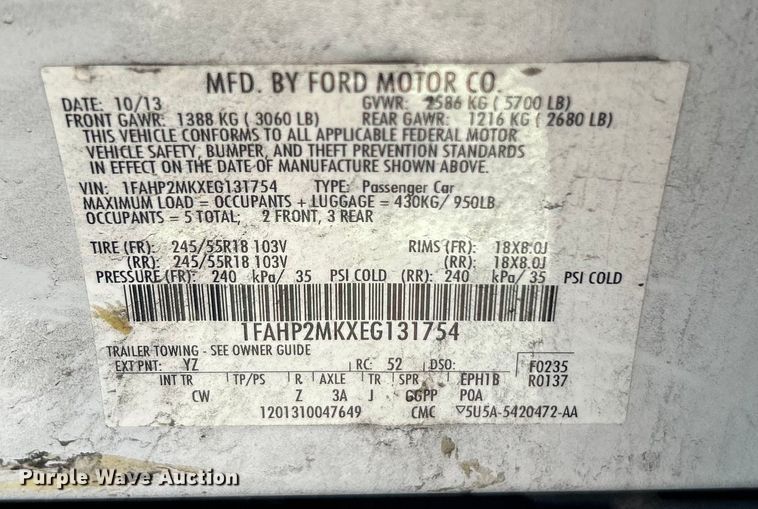 MFD. BY FORD MOTOR CO.
DATE: 10/13 GVWR: 2586 KG ( 5700 LB)
FRONT GAWR: 1388 KG ( 3060 LB) REAR GAWR: 1216 KG ( 2680 LB)
THIS VEHICLE CONFORMS TO ALL APPLICABLE FEDERAL MOTOR
VEHICLE SAFETY, BUMPER, AND THEFT PREVENTION STANDARDS
IN EFFECT ON THE DATE OF MANUFACTURE SHOWN ABOVE.
VIN: 1FAHP2MKXEG131754 TYPE: Passenger Car
MAXIMUM LOAD = OCCUPANTS + LUGGAGE = 430KG/ 950LB
OCCUPANTS = 5 TOTAL; 2 FRONT, 3 REAR
TIRE (FR): 245/55R18 103V RIMS (FR): 18X8.0J
(RR): 245/55R18 103V (RR): 18X8.0J
PRESSURE (FR): 240 kPa/ 35 PSI COLD (RR): 240 kPa/ 35 PSI COLD
1FAHP2MKXEG131754
TRAILER TOWING - SEE OWNER GUIDE
EXT PNT: YZ RC: 52 DSO: F0235
R0137
INT TR TP/PS R AXLE TR SPR EPH1B
CW Z 3A J GGPP P0A
1201310047649 CMC ▽5U5A-5420472-AA
Purple Wave Auction